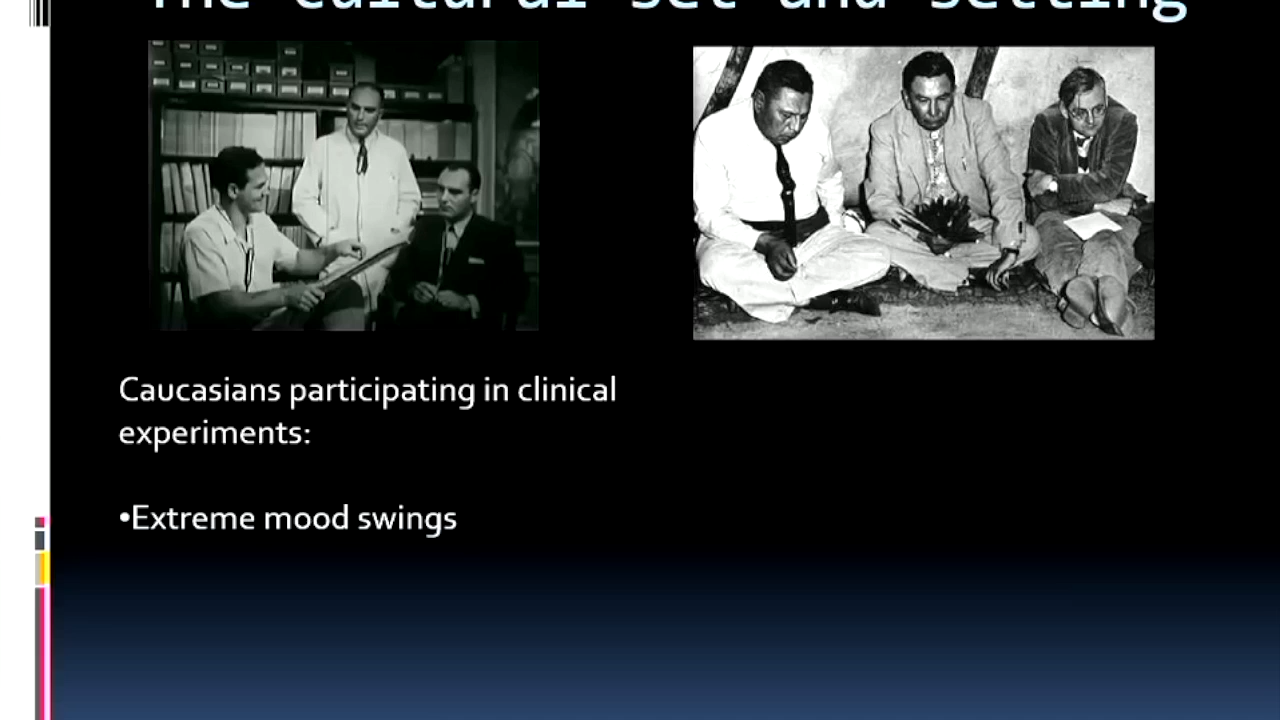 The cultural set and setting
Caucasians participating in clinical
experiments:
•Extreme mood swings